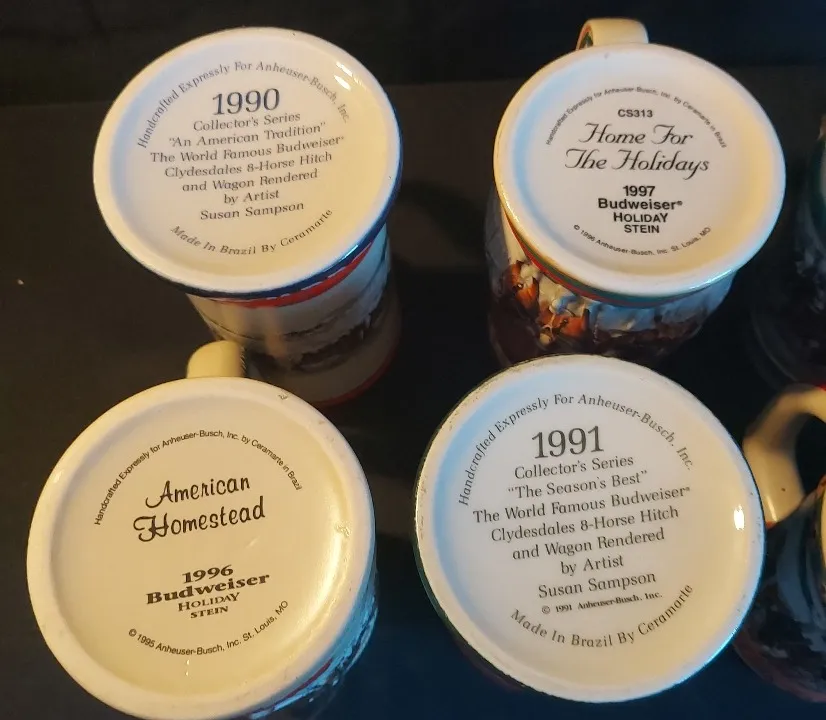 Handcrafted Expressly For Anheuser-Busch, Inc.
1990
Collector's Series
"An American Tradition"
The World Famous Budweiser®
Clydesdales 8-Horse Hitch
and Wagon Rendered
by Artist
Susan Sampson
Made In Brazil By Ceramarte
Handcrafted Expressly for Anheuser-Busch, Inc. by Ceramarte in Brazil
CS313
Home For
The Holidays
1997
Budweiser®
HOLIDAY
STEIN
© 1996 Anheuser-Busch, Inc. St. Louis, MO
Handcrafted Expressly for Anheuser-Busch, Inc. by Ceramarte in Brazil
American
Homestead
1996
Budweiser
HOLIDAY
STEIN
© 1995 Anheuser-Busch, Inc. St. Louis, MO
Handcrafted Expressly For Anheuser-Busch, Inc.
1991
Collector's Series
"The Season's Best"
The World Famous Budweiser®
Clydesdales 8-Horse Hitch
and Wagon Rendered
by Artist
Susan Sampson
© 1991 Anheuser-Busch, Inc.
Made In Brazil By Ceramarte